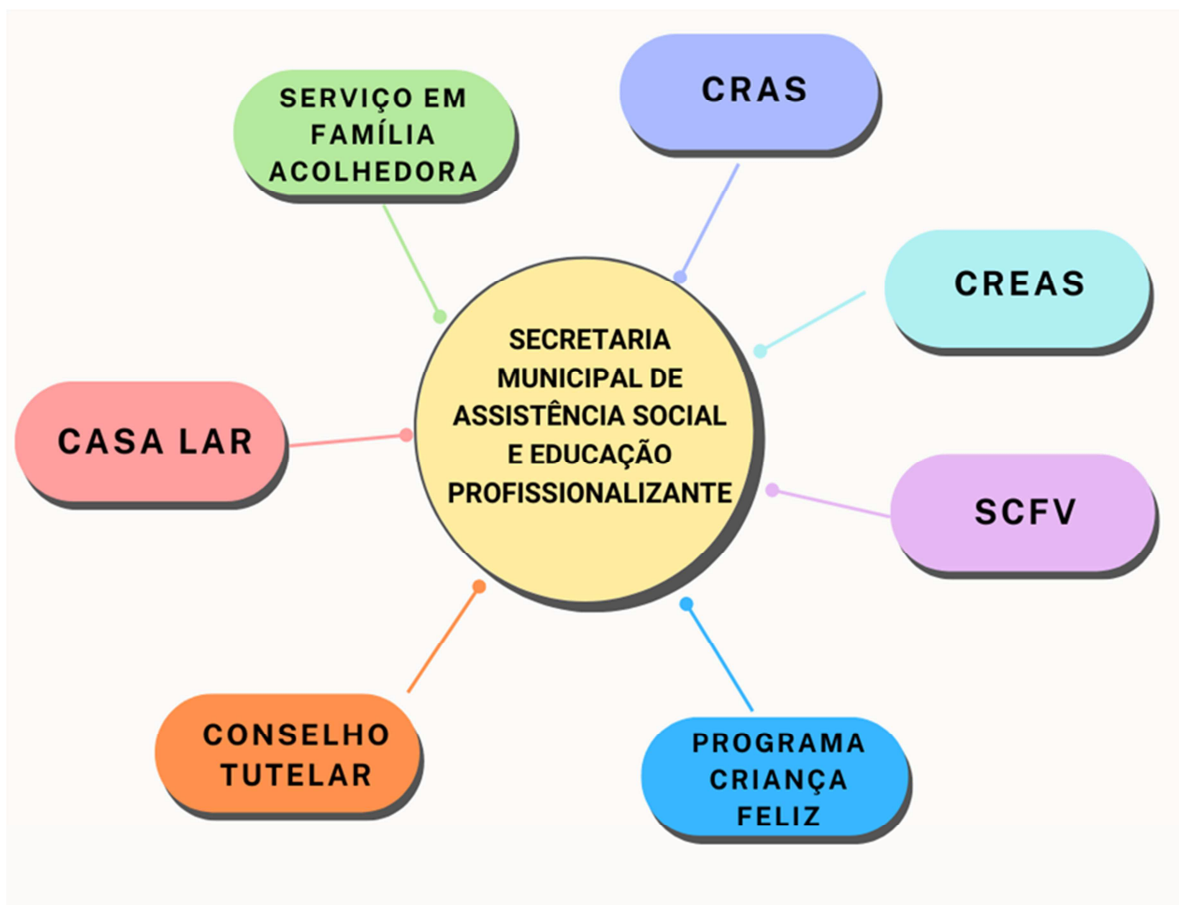 SERVIÇO EM
FAMÍLIA
ACOLHEDORA
CRAS
CREAS
SECRETARIA
MUNICIPAL DE
ASSISTÊNCIA SOCIAL
E EDUCAÇÃO
PROFISSIONALIZANTE
CASA LAR
SCFV
CONSELHO
TUTELAR
PROGRAMA
CRIANÇA
FELIZ